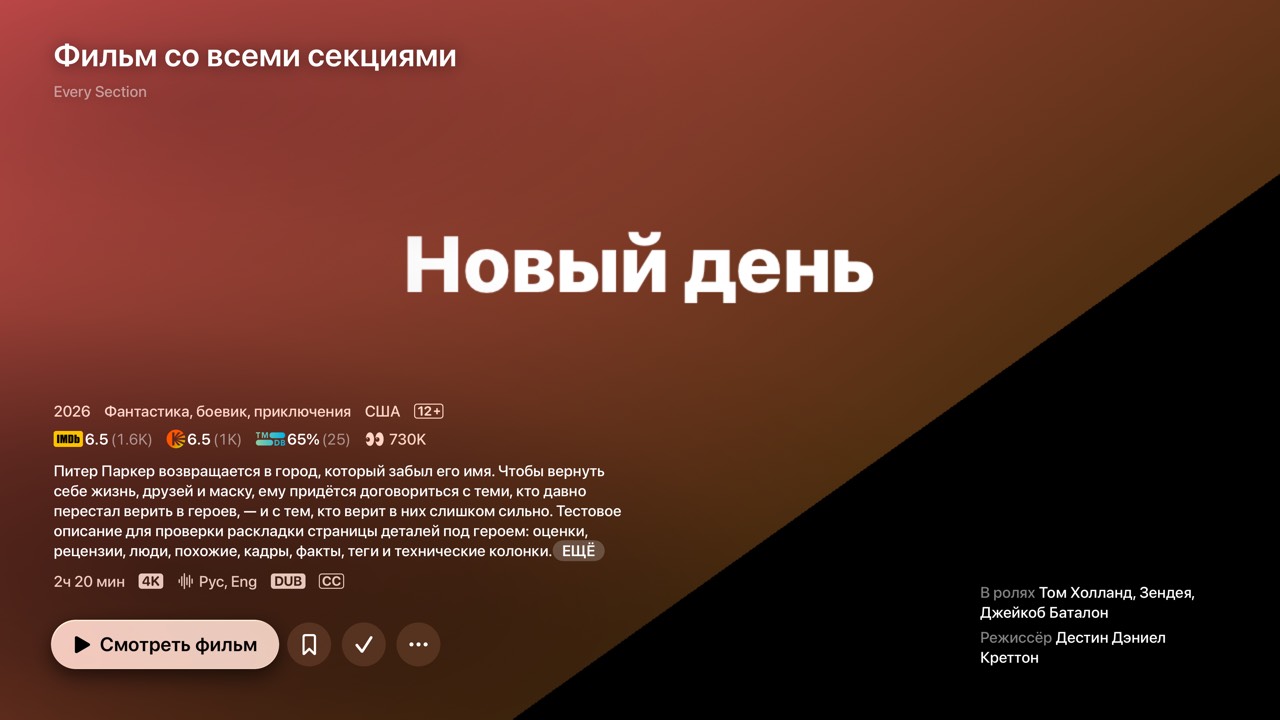 Фильм со всеми секциями
Every Section
Новый день
2026 Фантастика, боевик, приключения США 12+
IMDb 6.5 (1.6K) 6.5 (1K) TMDB 65% (25) 👀 730K
Питер Паркер возвращается в город, который забыл его имя. Чтобы вернуть
себе жизнь, друзей и маску, ему придётся договориться с теми, кто давно
перестал верить в героев, — и с тем, кто верит в них слишком сильно. Тестовое
описание для проверки раскладки страницы деталей под героем: оценки,
рецензии, люди, похожие, кадры, факты, теги и технические колонки. ЕЩЁ
2ч 20 мин 4K Рус, Eng DUB CC
Смотреть фильм
В ролях Том Холланд, Зендея,
Джейкоб Баталон
Режиссёр Дестин Дэниел
Креттон